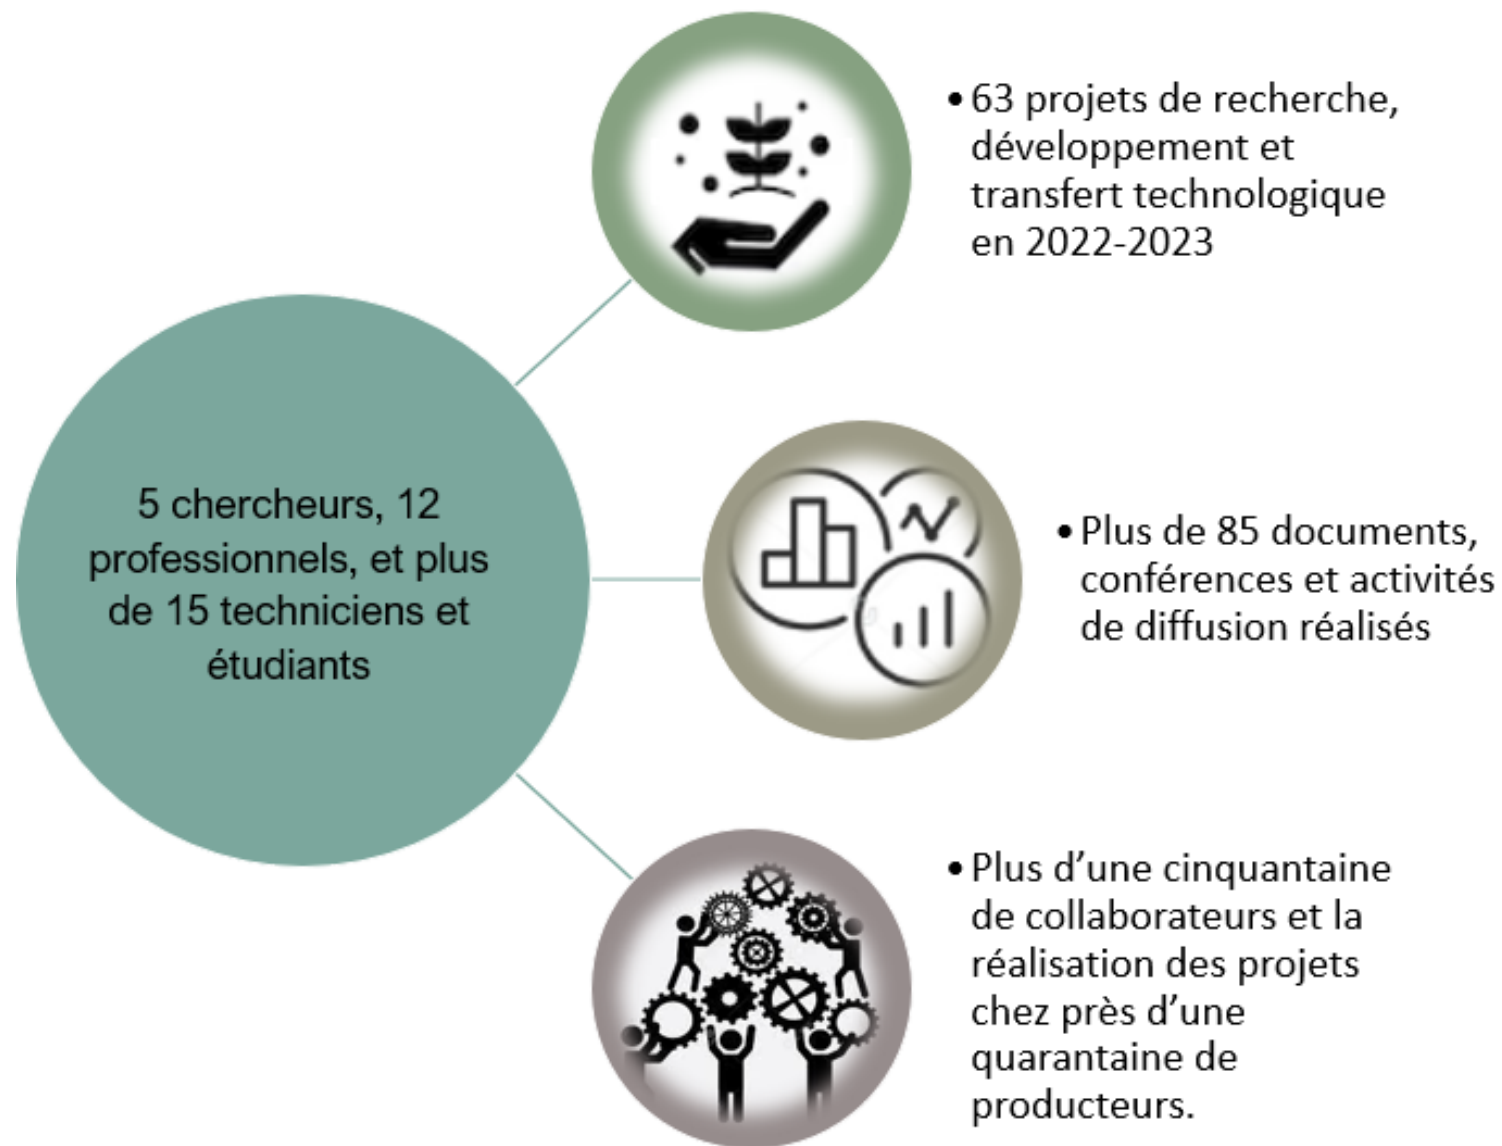 5 chercheurs, 12
professionnels, et plus
de 15 techniciens et
étudiants
• 63 projets de recherche,
développement et
transfert technologique
en 2022-2023
• Plus de 85 documents,
conférences et activités
de diffusion réalisés
• Plus d’une cinquantaine
de collaborateurs et la
réalisation des projets
chez près d’une
quarantaine de
producteurs.